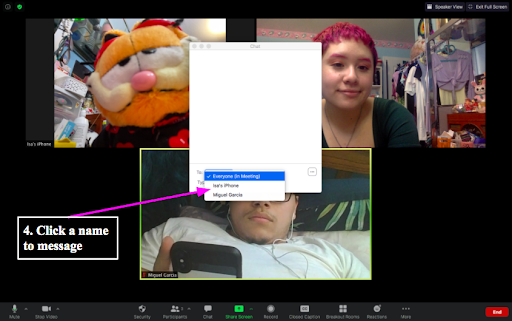 Speaker View
Exit Full Screen
Chat
Isa's iPhone
To:
Everyone (in Meeting)
Isa's iPhone
Miguel Garcia
4. Click a name
to message
Miguel Garcia
Mute
Stay Video
Security
Participants
Chat
Share Screen
Record
Closed Caption
Breakout Rooms
Reactions
More
End